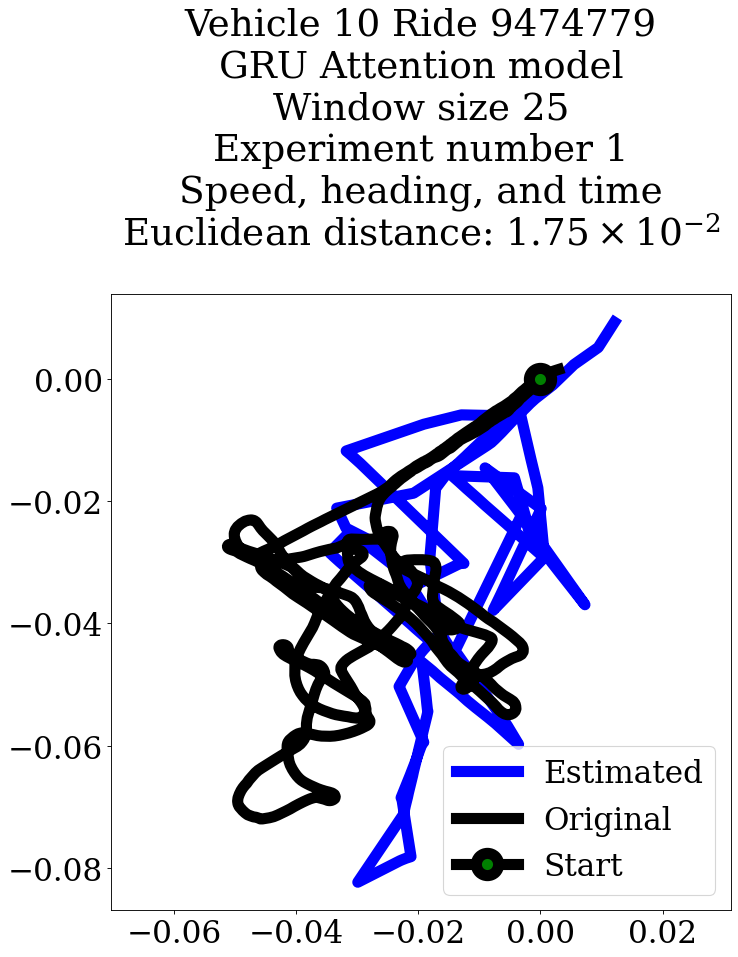 Vehicle 10 Ride 9474779
GRU Attention model
Window size 25
Experiment number 1
Speed, heading, and time
Euclidean distance: 1.75 × 10⁻²
0.00
−0.02
−0.04
−0.06
−0.08
Estimated
Original
Start
−0.06 −0.04 −0.02 0.00 0.02